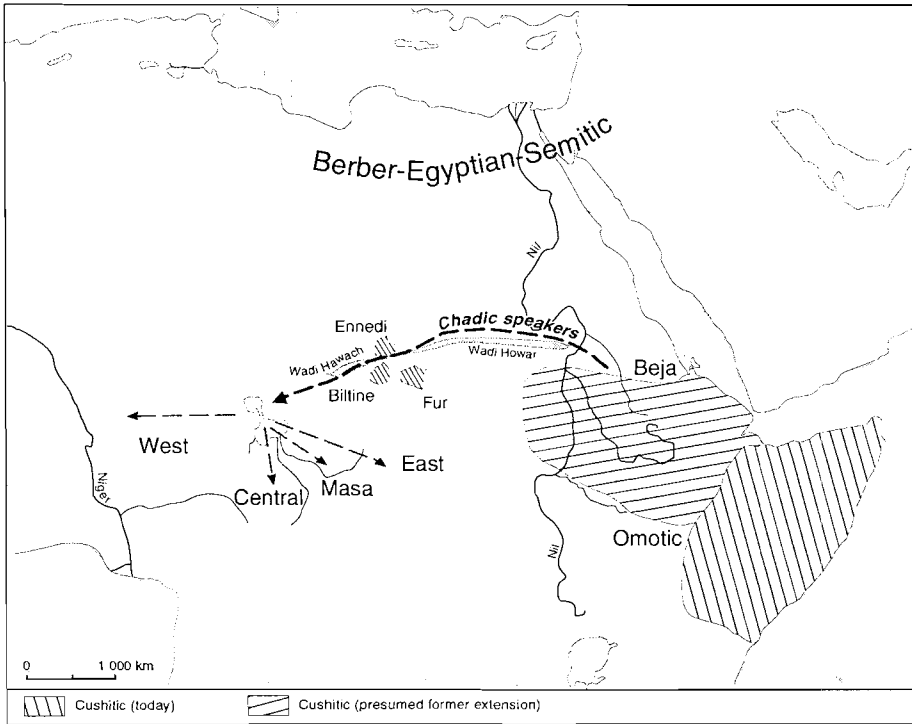 Berber-Egyptian-Semitic
Nil
Ennedi
Chadic speakers
Wadi Hawach
Wadi Howar
Beja
Biltine
Fur
West
East
Masa
Central
Niger
Omotic
Nil
0 1 000 km
Cushitic (today) Cushitic (presumed former extension)